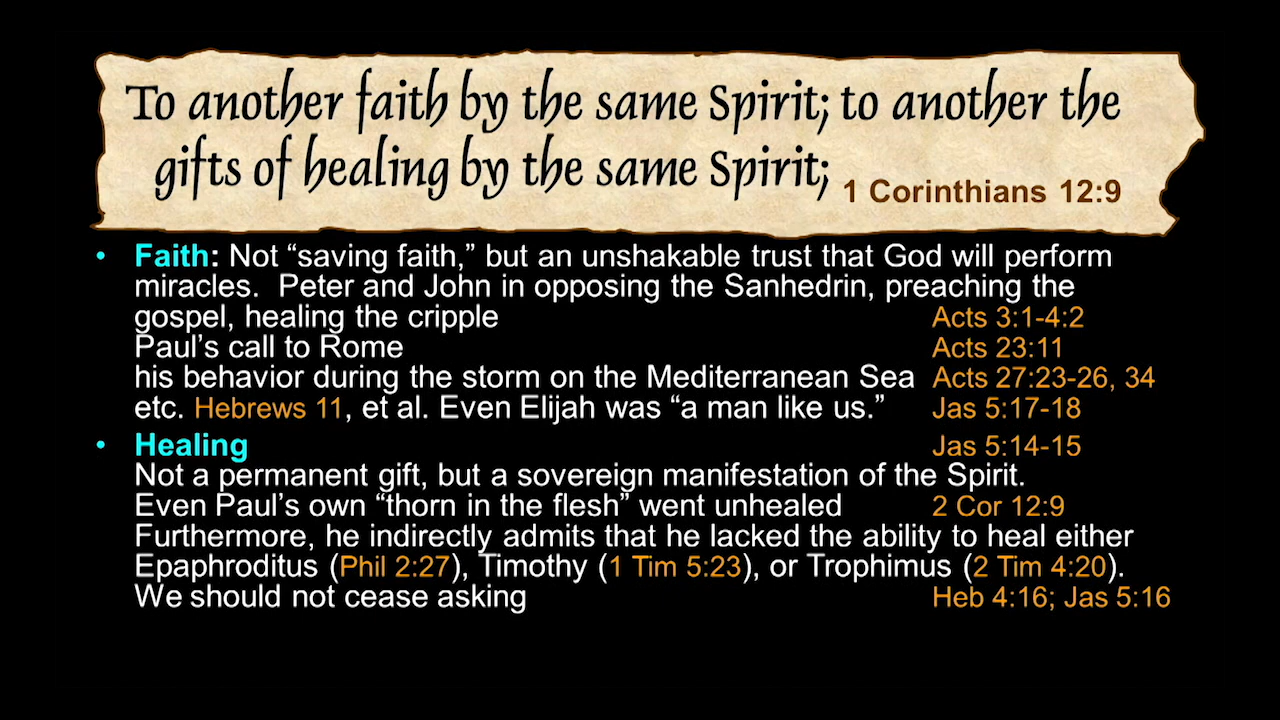 To another faith by the same Spirit; to another the
gifts of healing by the same Spirit; 1 Corinthians 12:9
• Faith: Not “saving faith,” but an unshakable trust that God will perform
miracles.  Peter and John in opposing the Sanhedrin, preaching the
gospel, healing the cripple Acts 3:1-4:2
Paul’s call to Rome Acts 23:11
his behavior during the storm on the Mediterranean Sea Acts 27:23-26, 34
etc. Hebrews 11, et al. Even Elijah was “a man like us.” Jas 5:17-18
• Healing Jas 5:14-15
Not a permanent gift, but a sovereign manifestation of the Spirit.
Even Paul’s own “thorn in the flesh” went unhealed 2 Cor 12:9
Furthermore, he indirectly admits that he lacked the ability to heal either
Epaphroditus (Phil 2:27), Timothy (1 Tim 5:23), or Trophimus (2 Tim 4:20).
We should not cease asking Heb 4:16; Jas 5:16